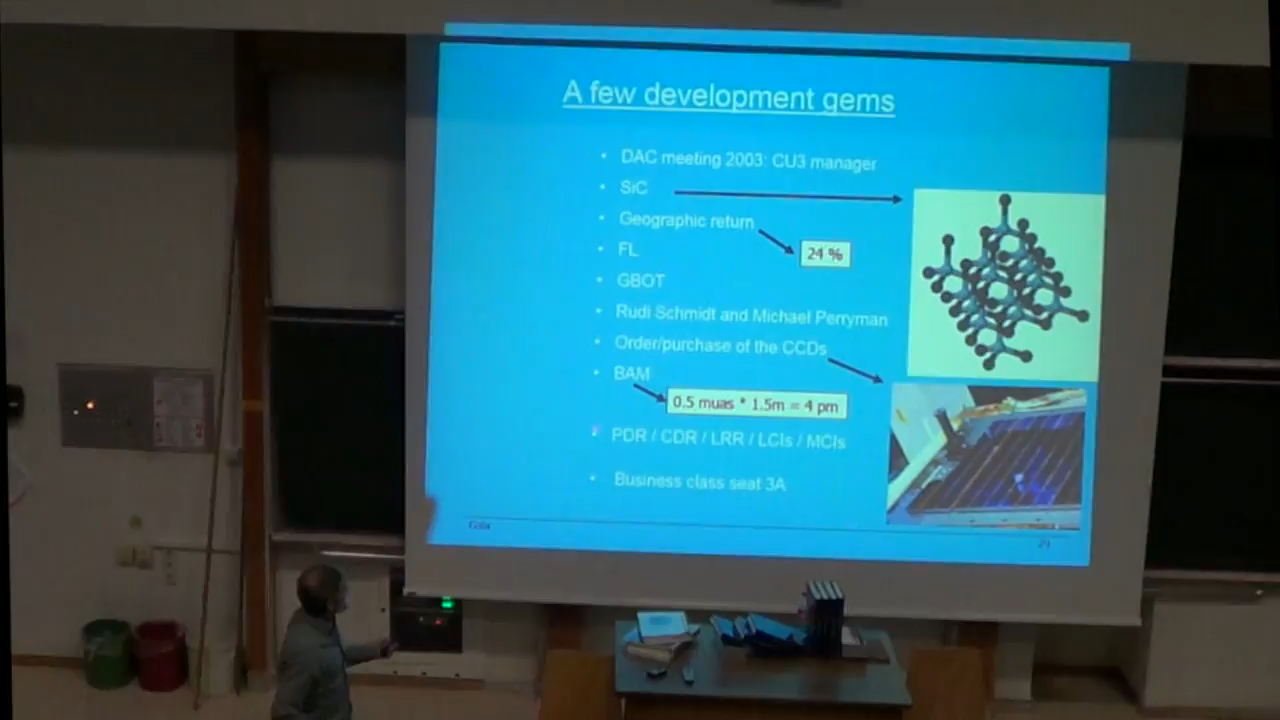 A few development gems
• DAC meeting 2003: CU3 manager
• SiC
• Geographic return
24 %
• FL
• GBOT
• Rudi Schmidt and Michael Perryman
• Order/purchase of the CCDs
• BAM
0.5 muas * 1.5m = 4 pm
• PDR / CDR / LRR / LCIs / MCIs
• Business class seat 3A